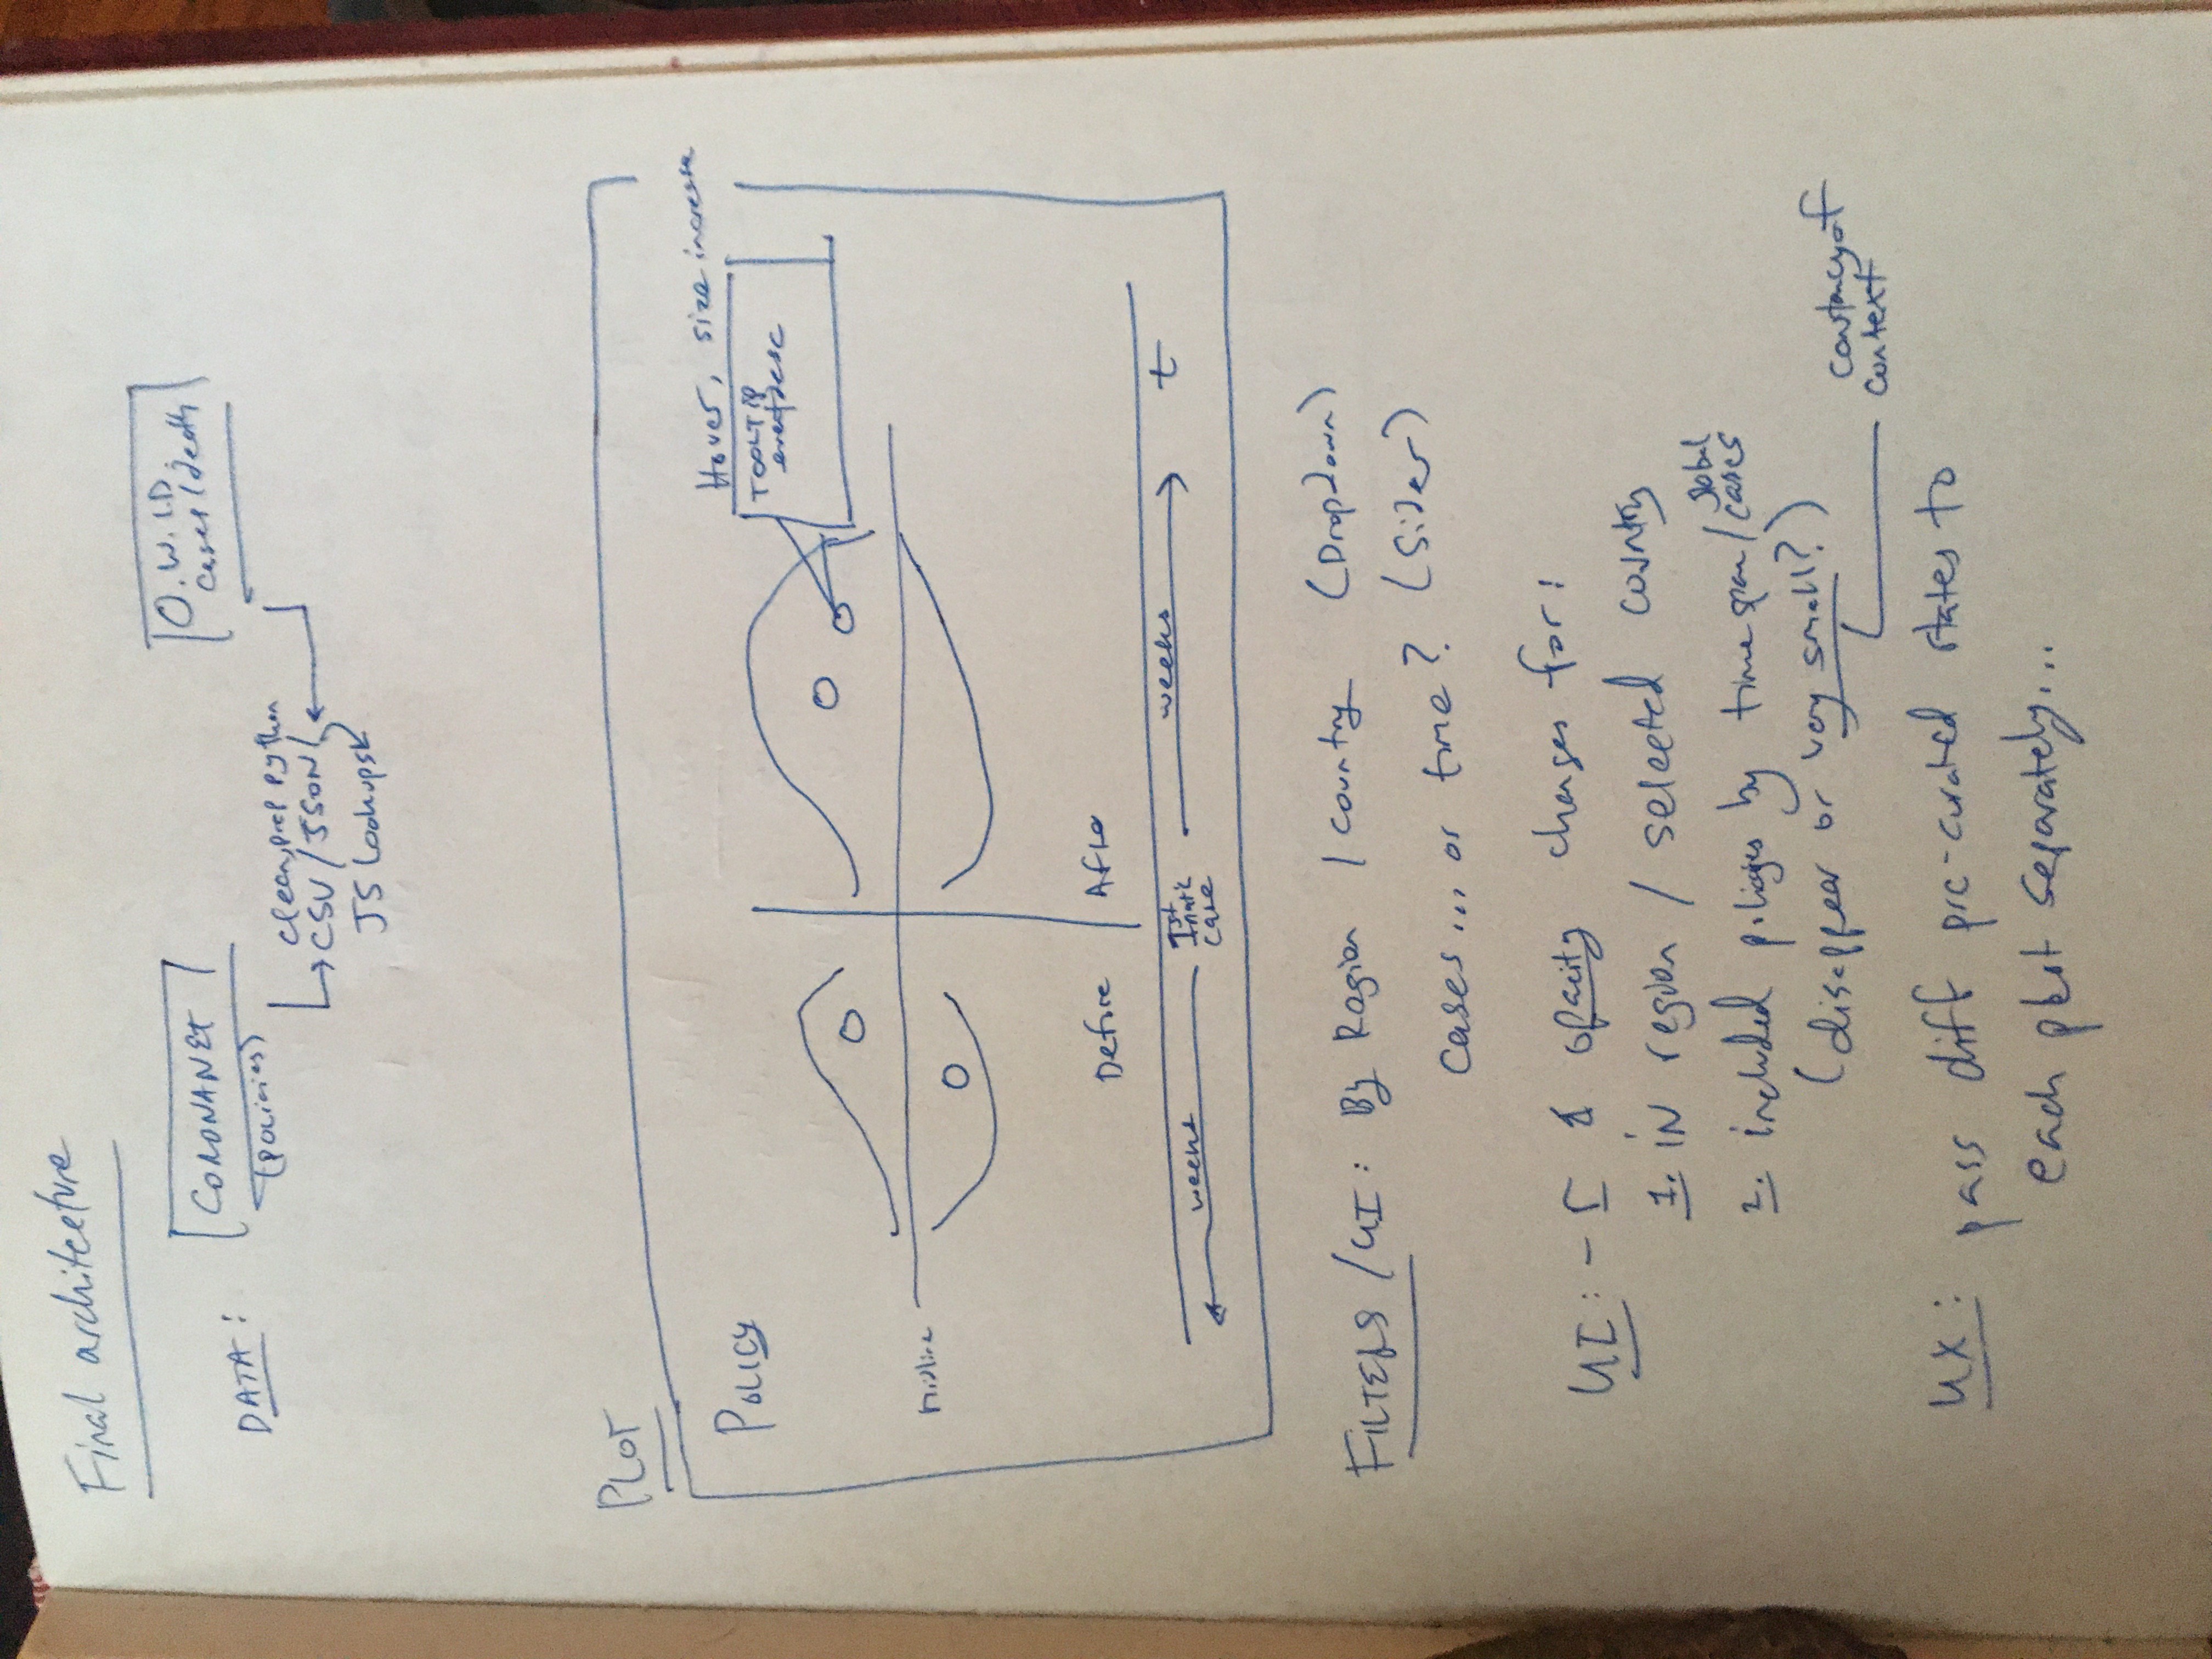 Final architecture
DATA:
CORONANET
(policies)
O.W.I.D.
cases/death
clean, prep python
CSV / JSON /
JS Lookups
PLOT
POLICY
Hover, size increase
TOOLTIP
event desc
Midline
Before
After
weeks
1st
case
weeks
t
FILTERS / UI: By Region / country (Dropdown)
cases... or time? (Slider)
UI: - r & opacity changes for:
1. IN region / selected country
2. included policies by time span / global cases
(disappear or very small?)
constancy of
context
UX: pass diff pre-curated states to
each plot separately...